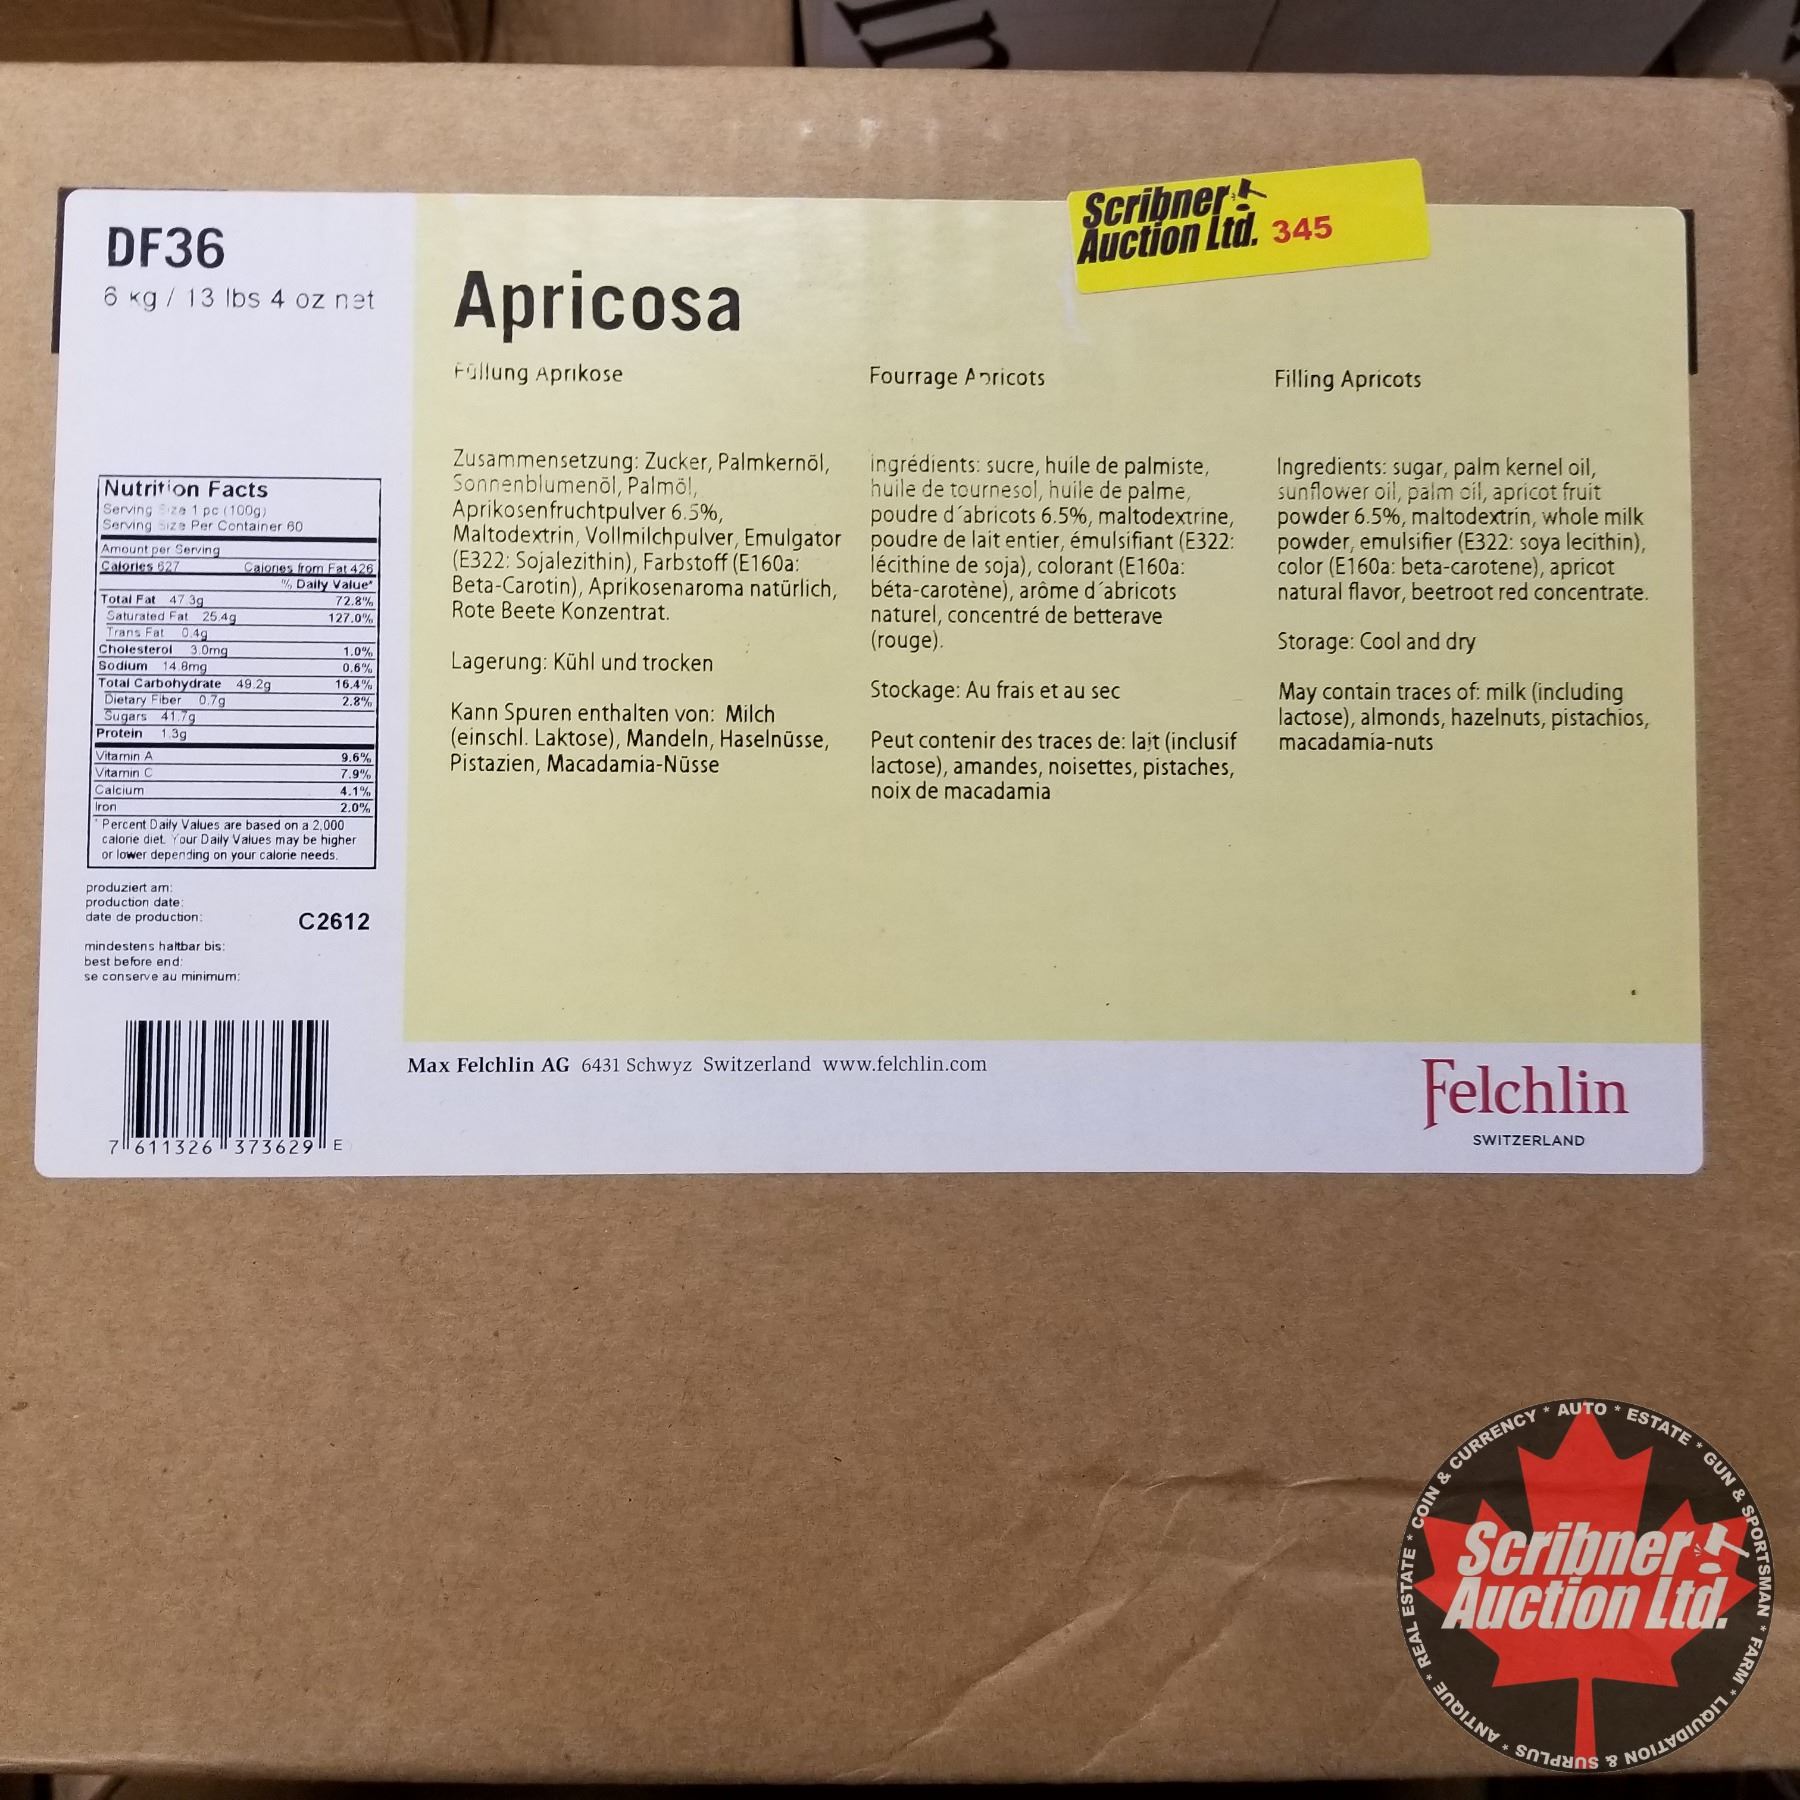 Scribner
Auction Ltd. 345
DF36
6 kg / 13 lbs 4 oz net
Apricosa
Füllung Aprikose
Zusammensetzung: Zucker, Palmkernöl,
Sonnenblumenöl, Palmöl,
Aprikosenfruchtpulver 6.5%,
Maltodextrin, Vollmilchpulver, Emulgator
(E322: Sojalezithin), Farbstoff (E160a:
Beta-Carotin), Aprikosenaroma natürlich,
Rote Beete Konzentrat.
Lagerung: Kühl und trocken
Kann Spuren enthalten von: Milch
(einschl. Laktose), Mandeln, Haselnüsse,
Pistazien, Macadamia-Nüsse
Fourrage Apricots
ingrédients: sucre, huile de palmiste,
huile de tournesol, huile de palme,
poudre d´abricots 6.5%, maltodextrine,
poudre de lait entier, émulsifiant (E322:
lécithine de soja), colorant (E160a:
béta-carotène), arôme d´abricots
naturel, concentré de betterave
(rouge).
Stockage: Au frais et au sec
Peut contenir des traces de: lait (inclusif
lactose), amandes, noisettes, pistaches,
noix de macadamia
Filling Apricots
Ingredients: sugar, palm kernel oil,
sunflower oil, palm oil, apricot fruit
powder 6.5%, maltodextrin, whole milk
powder, emulsifier (E322: soya lecithin),
color (E160a: beta-carotene), apricot
natural flavor, beetroot red concentrate.
Storage: Cool and dry
May contain traces of: milk (including
lactose), almonds, hazelnuts, pistachios,
macadamia-nuts
Nutrition Facts
Serving Size 1 pc (100g)
Serving Size Per Container 60
Amount per Serving
Calories 627 Calories from Fat 426
% Daily Value*
Total Fat 47.3g 72.8%
Saturated Fat 25.4g 127.0%
Trans Fat 0.4g
Cholesterol 3.0mg 1.0%
Sodium 14.8mg 0.6%
Total Carbohydrate 49.2g 16.4%
Dietary Fiber 0.7g 2.8%
Sugars 41.7g
Protein 1.3g
Vitamin A 9.6%
Vitamin C 7.9%
Calcium 4.1%
Iron 2.0%
* Percent Daily Values are based on a 2,000
calorie diet. Your Daily Values may be higher
or lower depending on your calorie needs.
produziert am:
production date:
date de production: C2612
mindestens haltbar bis:
best before end:
se conserve au minimum:
7 611326 373629 E
Max Felchlin AG 6431 Schwyz Switzerland www.felchlin.com
Felchlin
SWITZERLAND
ANTIQUE * REAL ESTATE * COIN & CURRENCY * AUTO * ESTATE * GUN & SPORTSMAN * FARM * LIQUIDATION & SURPLUS *
Scribner
Auction Ltd.